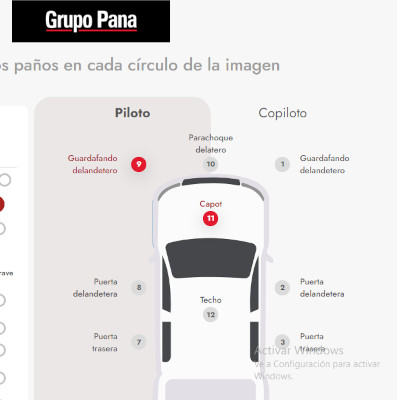 Grupo Pana
os paños en cada círculo de la imagen
Piloto
Copiloto
Parachoque
delatero
Guardafando
delandetero
9
10
1
Guardafando
delandetero
Capot
11
Puerta
delandetera
8
2
Puerta
delandetera
Techo
12
Puerta
trasera
7
3
Puerta
trasera
rave
Activar Windows
Ve a Configuración para activar
Windows.